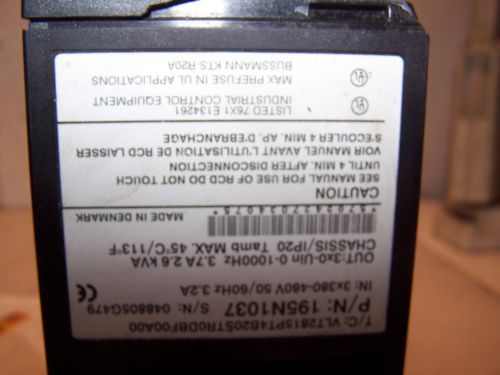 T/C: VLT2815PT4B20STR0DBF00A00
P/N: 195N1037 S/N: 048805G479
IN: 3x380-480V 50/60Hz 3.2A
OUT: 3x0-Uin 0-1000Hz 3.7A 2.6 kVA
CHASSIS/IP20 Tamb MAX. 45°C/113°F
*5702427034075*
MADE IN DENMARK
CAUTION
SEE MANUAL FOR USE OF RCD DO NOT TOUCH
UNTIL 4 MIN. AFTER DISCONNECTION
VOIR MANUEL AVANT L'UTILISATION DE RCD LAISSER
S'ECOULER 4 MIN. AP. D'EBRANCHAGE
LISTED 76X1 E134261
INDUSTRIAL CONTROL EQUIPMENT
MAX PREFUSE IN UL APPLICATIONS
BUSSMANN KTS-R20A